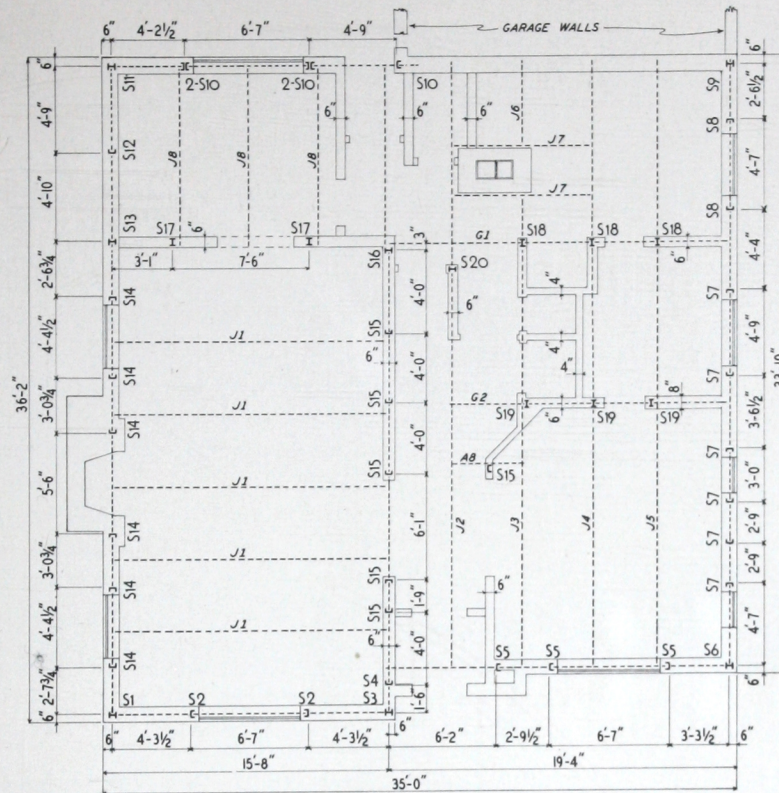 GARAGE WALLS
6" 4'-2½" 6'-7" 4'-9"
6" 4'-9" 4'-10" 2'-6¾" 4'-4½" 3'-0¾" 5'-6" 3'-0¾" 4'-4½" 2'-7¾" 6"
36'-2"
6" 2'-6½" 4'-7" 4'-4" 4'-9" 3'-6½" 3'-0" 2'-9" 2'-9" 4'-7" 6"
S11 2-S10 2-S10 S10 S9
6" 6" 6" J6
S12 J8 J8 J8 J7 S8
J7
S13 S17 6" S17 S8
3" G1 S18 S18 S18
3'-1" 7'-6" S16 6"
S20
S14 4'-0" 6" 4" S7
J1 S15
6" 4'-0" 4" 4"
S14 S7
8"
S15 G2 S19 6" S19 S19
J1
S14 4'-0"
A8 S7
S15 S15
J1 6'-1" J2 J3 J4 J5 S7
S14 S7
J1
S14 S15 1'-9" 6" S7
S15
J1 6" 4'-0"
S14 S5 S5 S5 S6
S4
S1 S2 S2 S3 1'-6"
6"
6" 4'-3½" 6'-7" 4'-3½" 6'-2" 2'-9½" 6'-7" 3'-3½" 6"
15'-8" 19'-4"
35'-0"